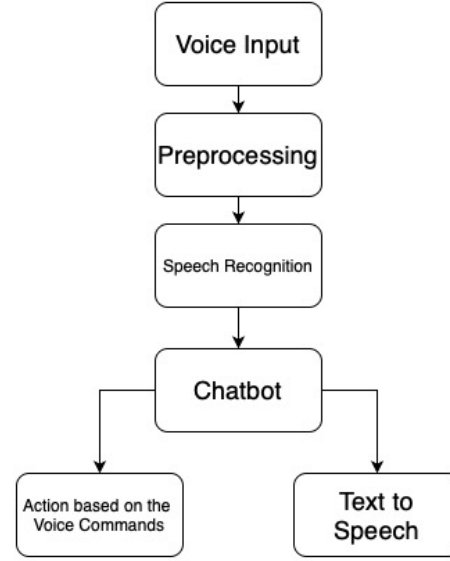 Voice Input
Preprocessing
Speech Recognition
Chatbot
Action based on the
Voice Commands
Text to
Speech